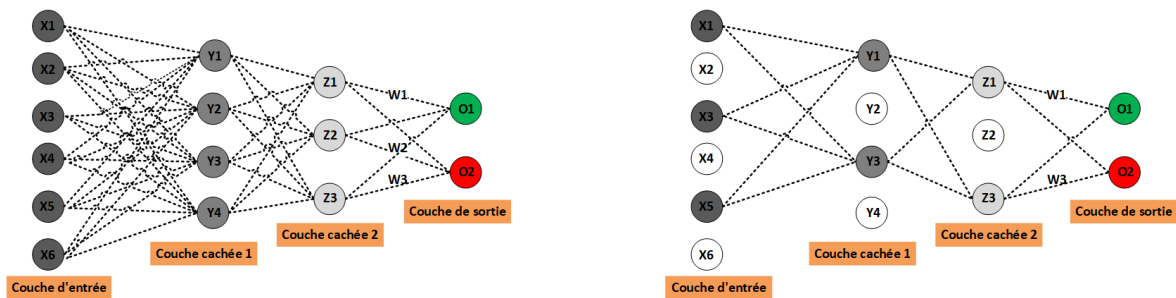 X1
X2
X3
X4
X5
X6
Couche d'entrée
Y1
Y2
Y3
Y4
Couche cachée 1
Z1
Z2
Z3
Couche cachée 2
W1
W2
W3
O1
O2
Couche de sortie
X1
X2
X3
X4
X5
X6
Couche d'entrée
Y1
Y2
Y3
Y4
Couche cachée 1
Z1
Z2
Z3
Couche cachée 2
W1
W3
O1
O2
Couche de sortie